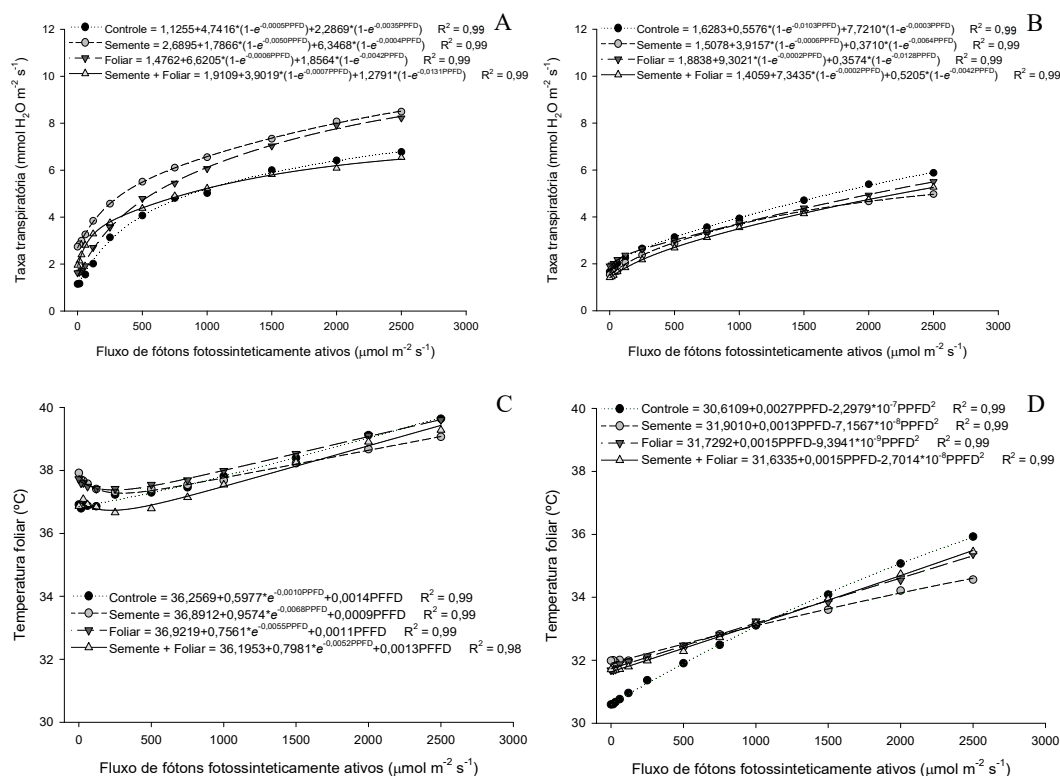 A
Controle = 1,1255+4,7416*(1-e^-0,0005PPFD)+2,2869*(1-e^-0,0035PPFD) R² = 0,99
Semente = 2,6895+1,7866*(1-e^-0,0050PPFD)+6,3468*(1-e^-0,0004PPFD) R² = 0,99
Foliar = 1,4762+6,6205*(1-e^-0,0006PPFD)+1,8564*(1-e^-0,0042PPFD) R² = 0,99
Semente + Foliar = 1,9109+3,9019*(1-e^-0,0007PPFD)+1,2791*(1-e^-0,0131PPFD) R² = 0,99
Taxa transpiratória (mmol H₂O m⁻² s⁻¹)
12
10
8
6
4
2
0
0 500 1000 1500 2000 2500 3000
Fluxo de fótons fotossinteticamente ativos (μmol m⁻² s⁻¹)
B
Controle = 1,6283+0,5576*(1-e^-0,0103PPFD)+7,7210*(1-e^-0,0003PPFD) R² = 0,99
Semente = 1,5078+3,9157*(1-e^-0,0006PPFD)+0,3710*(1-e^-0,0064PPFD) R² = 0,99
Foliar = 1,8838+9,3021*(1-e^-0,0002PPFD)+0,3574*(1-e^-0,0128PPFD) R² = 0,99
Semente + Foliar = 1,4059+7,3435*(1-e^-0,0002PPFD)+0,5205*(1-e^-0,0042PPFD) R² = 0,99
Taxa transpiratória (mmol H₂O m⁻² s⁻¹)
12
10
8
6
4
2
0
0 500 1000 1500 2000 2500 3000
Fluxo de fótons fotossinteticamente ativos (μmol m⁻² s⁻¹)
C
Temperatura foliar (ºC)
40
38
36
34
32
30
Controle = 36,2569+0,5977*e^-0,0010PPFD+0,0014PFFD R² = 0,99
Semente = 36,8912+0,9574*e^-0,0068PPFD+0,0009PFFD R² = 0,99
Foliar = 36,9219+0,7561*e^-0,0055PPFD+0,0011PFFD R² = 0,99
Semente + Foliar = 36,1953+0,7981*e^-0,0052PPFD+0,0013PFFD R² = 0,98
0 500 1000 1500 2000 2500 3000
Fluxo de fótons fotossinteticamente ativos (μmol m⁻² s⁻¹)
D
Controle = 30,6109+0,0027PPFD-2,2979*10⁻⁷PPFD² R² = 0,99
Semente = 31,9010+0,0013PPFD-7,1567*10⁻⁸PPFD² R² = 0,99
Foliar = 31,7292+0,0015PPFD-9,3941*10⁻⁹PPFD² R² = 0,99
Semente + Foliar = 31,6335+0,0015PPFD-2,7014*10⁻⁸PPFD² R² = 0,99
Temperatura foliar (ºC)
40
38
36
34
32
30
0 500 1000 1500 2000 2500 3000
Fluxo de fótons fotossinteticamente ativos (μmol m⁻² s⁻¹)